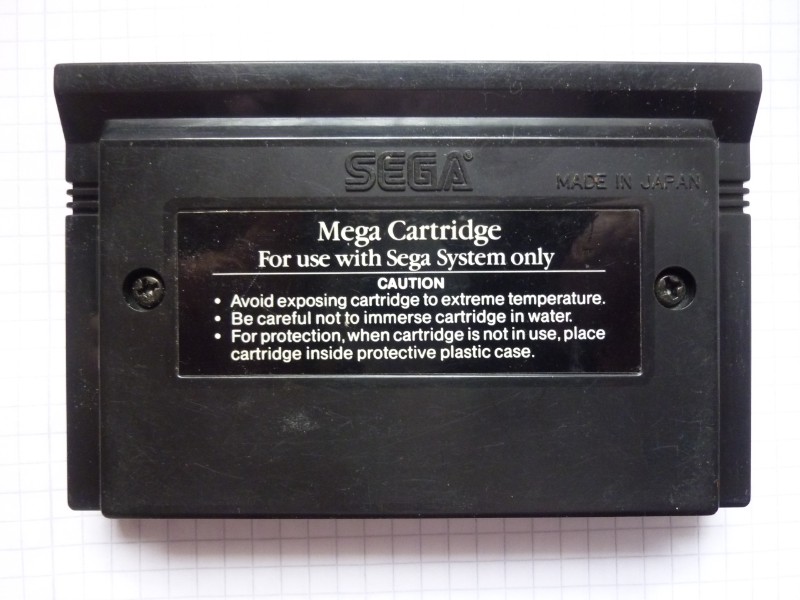 SEGA®
MADE IN JAPAN
Mega Cartridge
For use with Sega System only
CAUTION
• Avoid exposing cartridge to extreme temperature.
• Be careful not to immerse cartridge in water.
• For protection, when cartridge is not in use, place
cartridge inside protective plastic case.